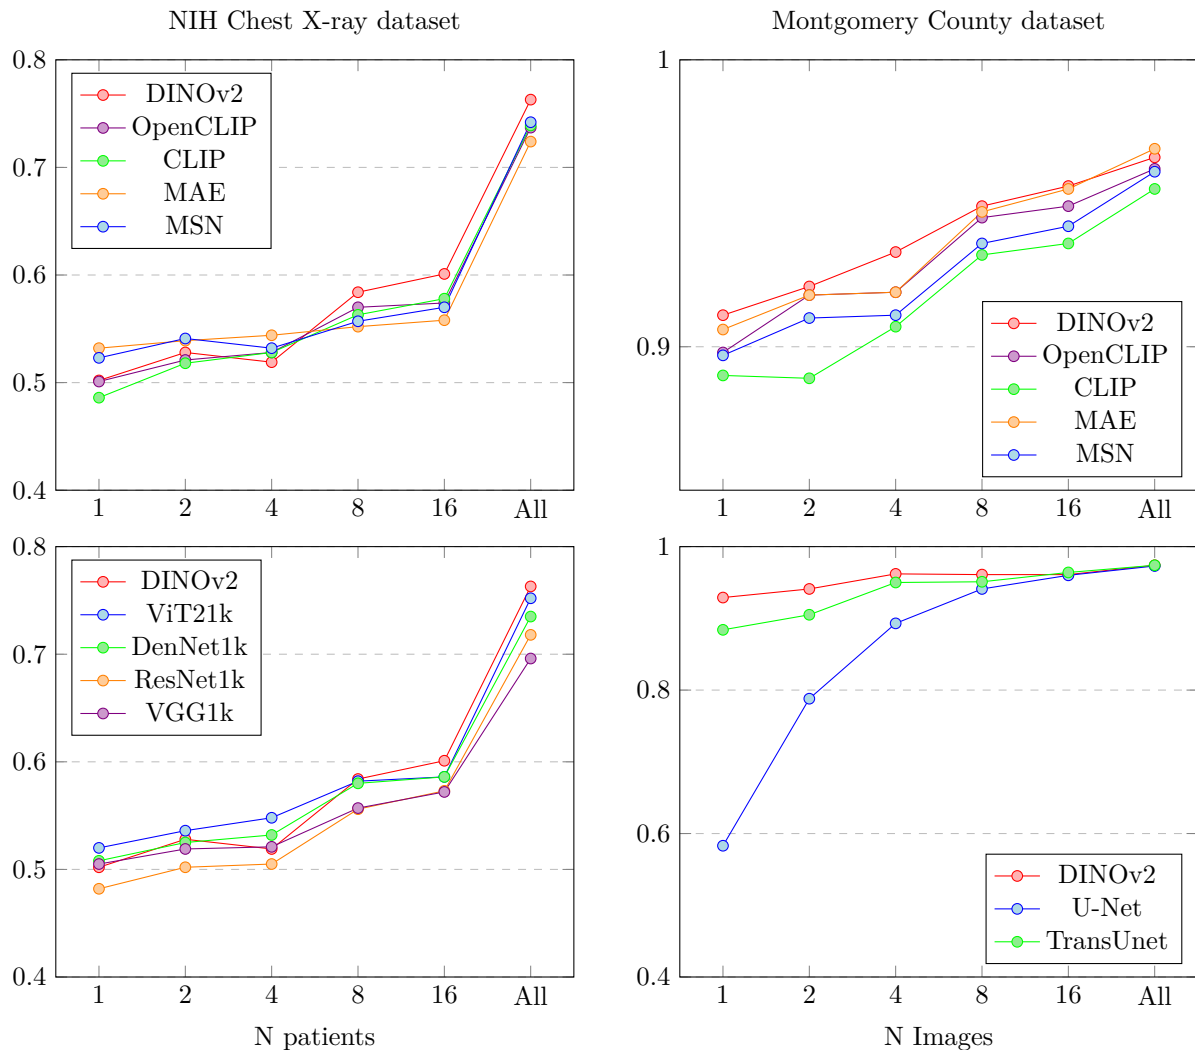 NIH Chest X-ray dataset
Montgomery County dataset
0.8
0.7
0.6
0.5
0.4
DINOv2
OpenCLIP
CLIP
MAE
MSN
1 2 4 8 16 All
1
0.9
DINOv2
OpenCLIP
CLIP
MAE
MSN
1 2 4 8 16 All
0.8
0.7
0.6
0.5
0.4
DINOv2
ViT21k
DenNet1k
ResNet1k
VGG1k
1 2 4 8 16 All
N patients
1
0.8
0.6
0.4
DINOv2
U-Net
TransUnet
1 2 4 8 16 All
N Images